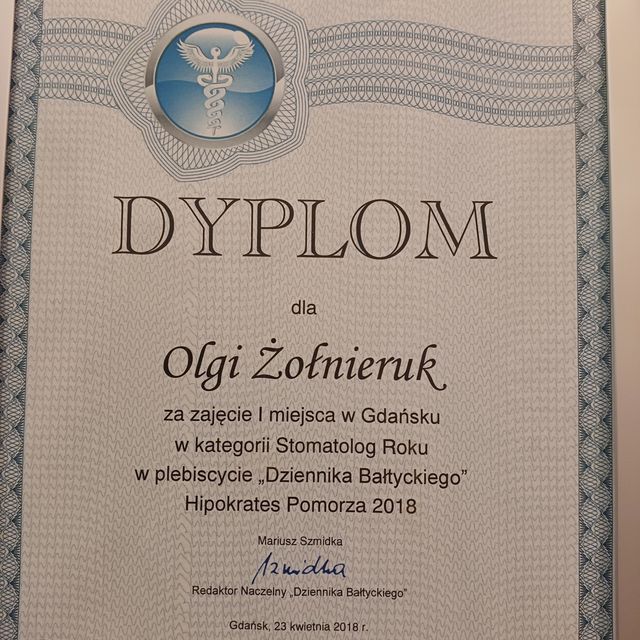 DYPLOM
dla
Olgi Żołnieruk
za zajęcie I miejsca w Gdańsku
w kategorii Stomatolog Roku
w plebiscycie „Dziennika Bałtyckiego”
Hipokrates Pomorza 2018
Mariusz Szmidka
Szmidka
Redaktor Naczelny „Dziennika Bałtyckiego”
Gdańsk, 23 kwietnia 2018 r.